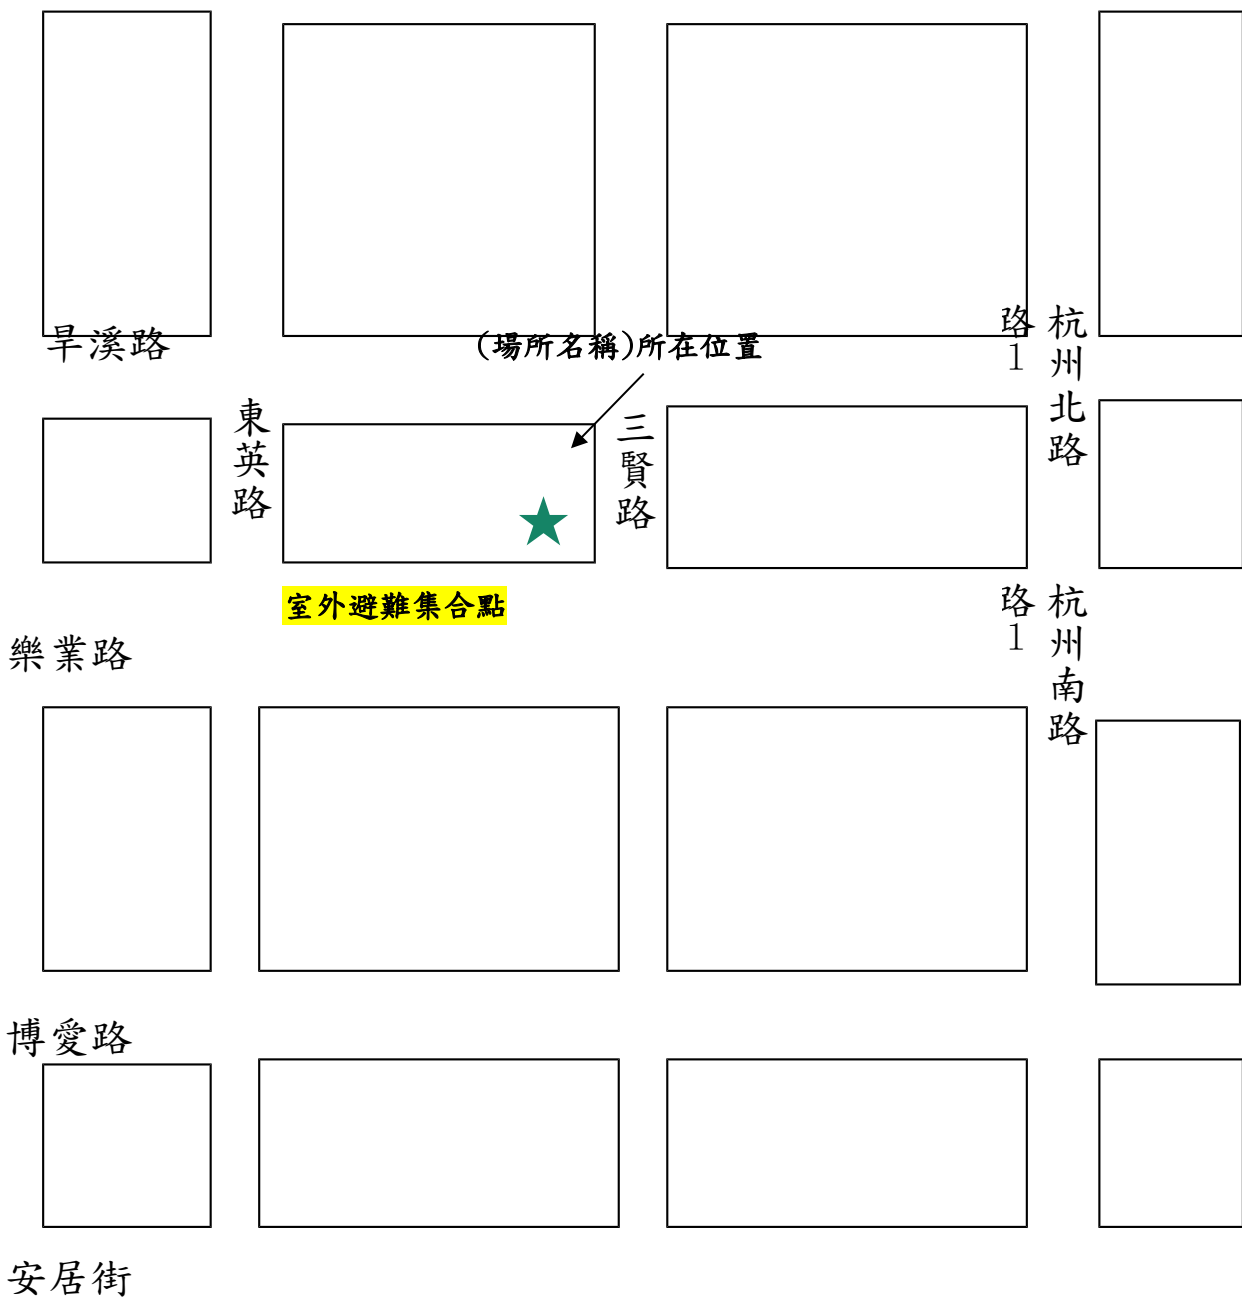 旱溪路
(場所名稱)所在位置
杭州北路
路1
東英路
三賢路
室外避難集合點
杭州南路
路1
樂業路
博愛路
安居街